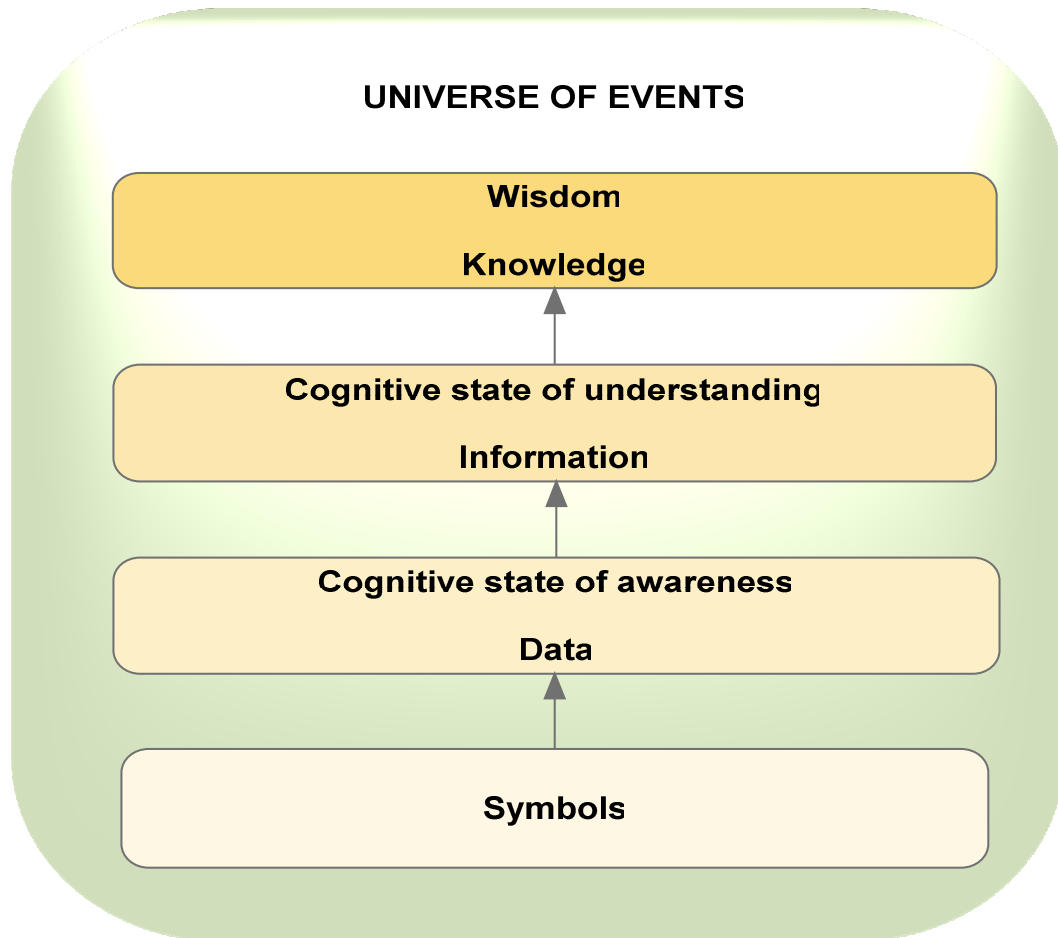 UNIVERSE OF EVENTS
Wisdom
Knowledge
Cognitive state of understanding
Information
Cognitive state of awareness
Data
Symbols